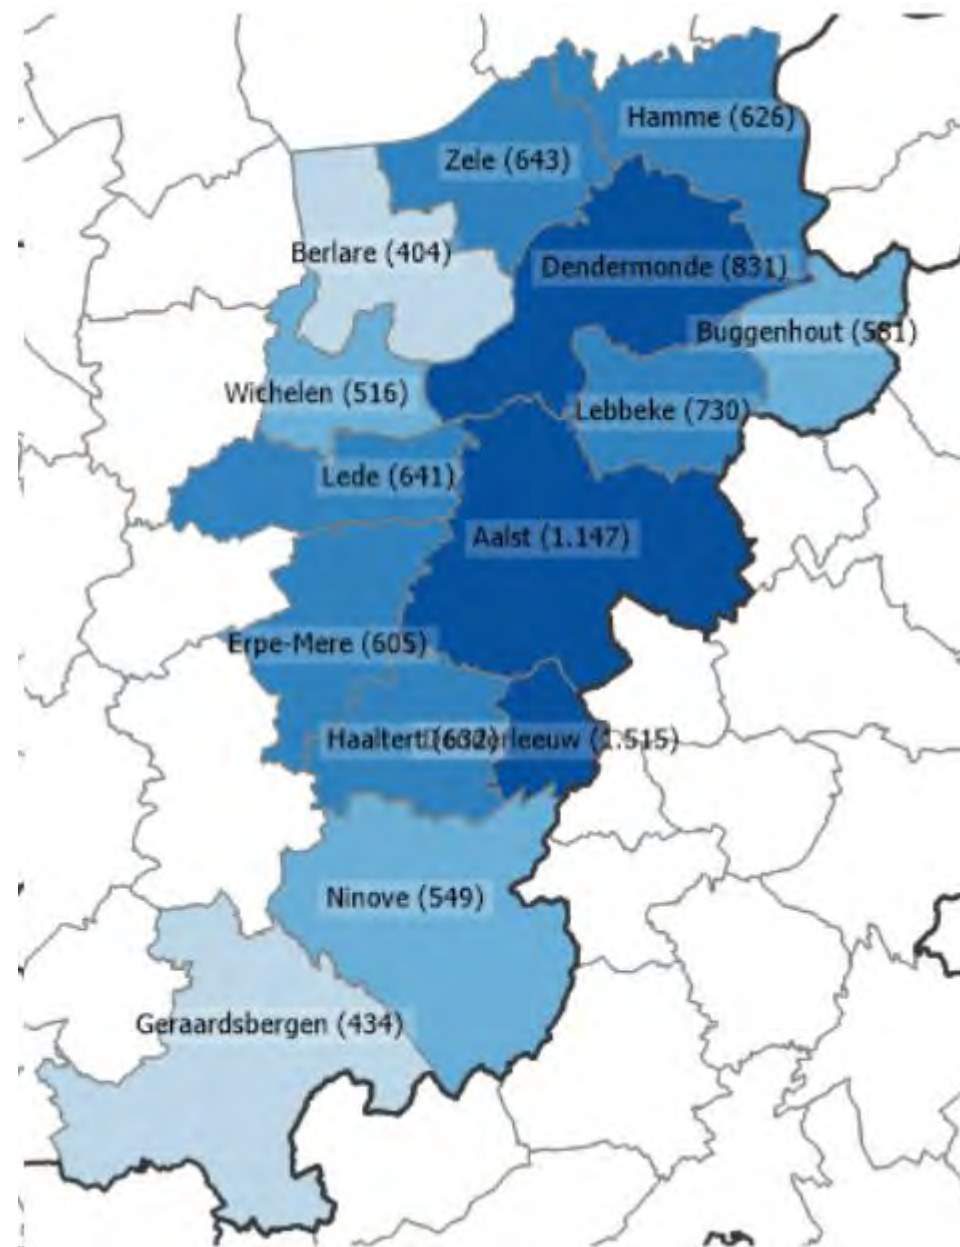 Hamme (626)
Zele (643)
Berlare (404)
Dendermonde (831)
Buggenhout (581)
Wichelen (516)
Lebbeke (730)
Lede (641)
Aalst (1.147)
Erpe-Mere (605)
Haaltert (632)
(1.515)
Ninove (549)
Geraardsbergen (434)